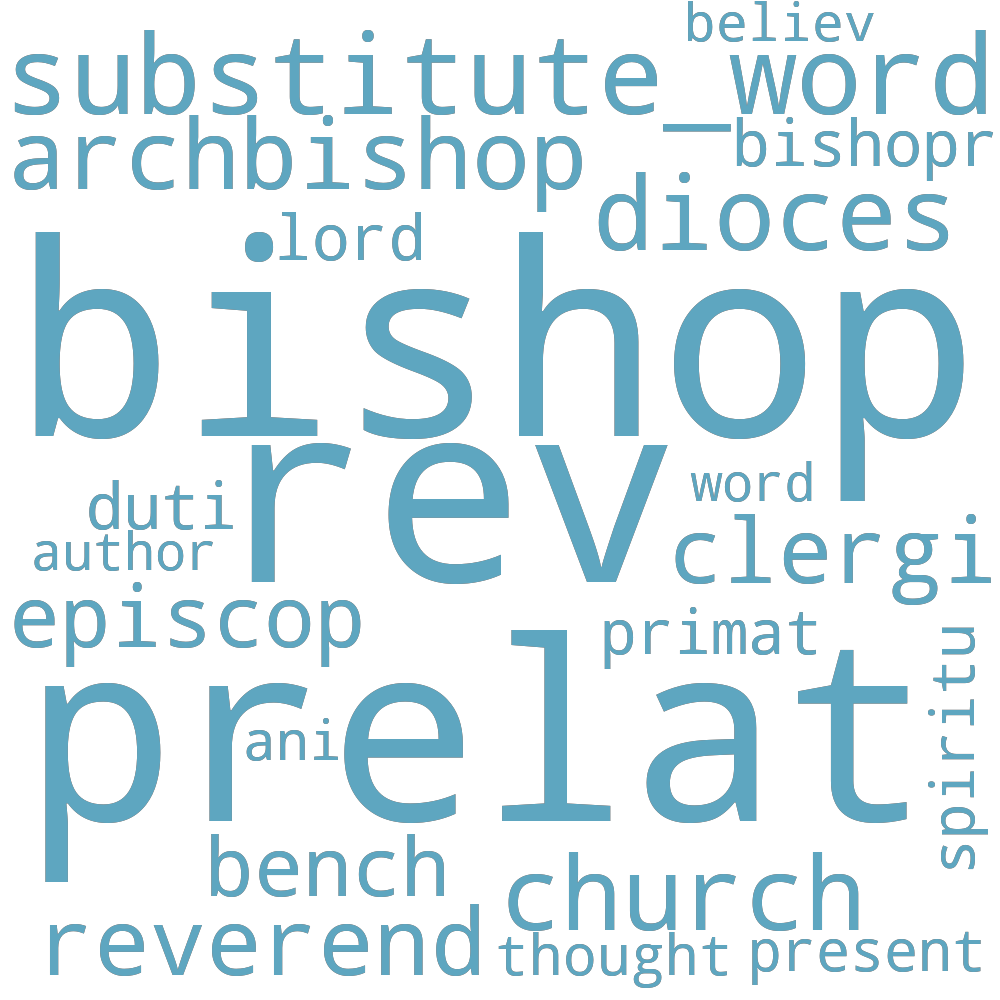 believ
substitute_word
archbishop
bishopr
dioces
lord
bishop
rev
word
duti
clergi
author
episcop
primat
spiritu
prelat
ani
bench
church
reverend
thought
present